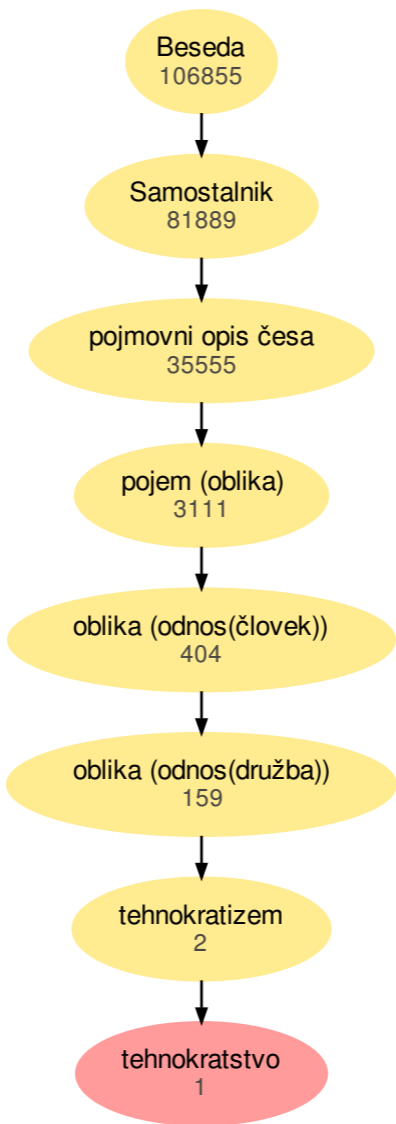 Beseda
106855
Samostalnik
81889
pojmovni opis česa
35555
pojem (oblika)
3111
oblika (odnos(človek))
404
oblika (odnos(družba))
159
tehnokratizem
2
tehnokratstvo
1